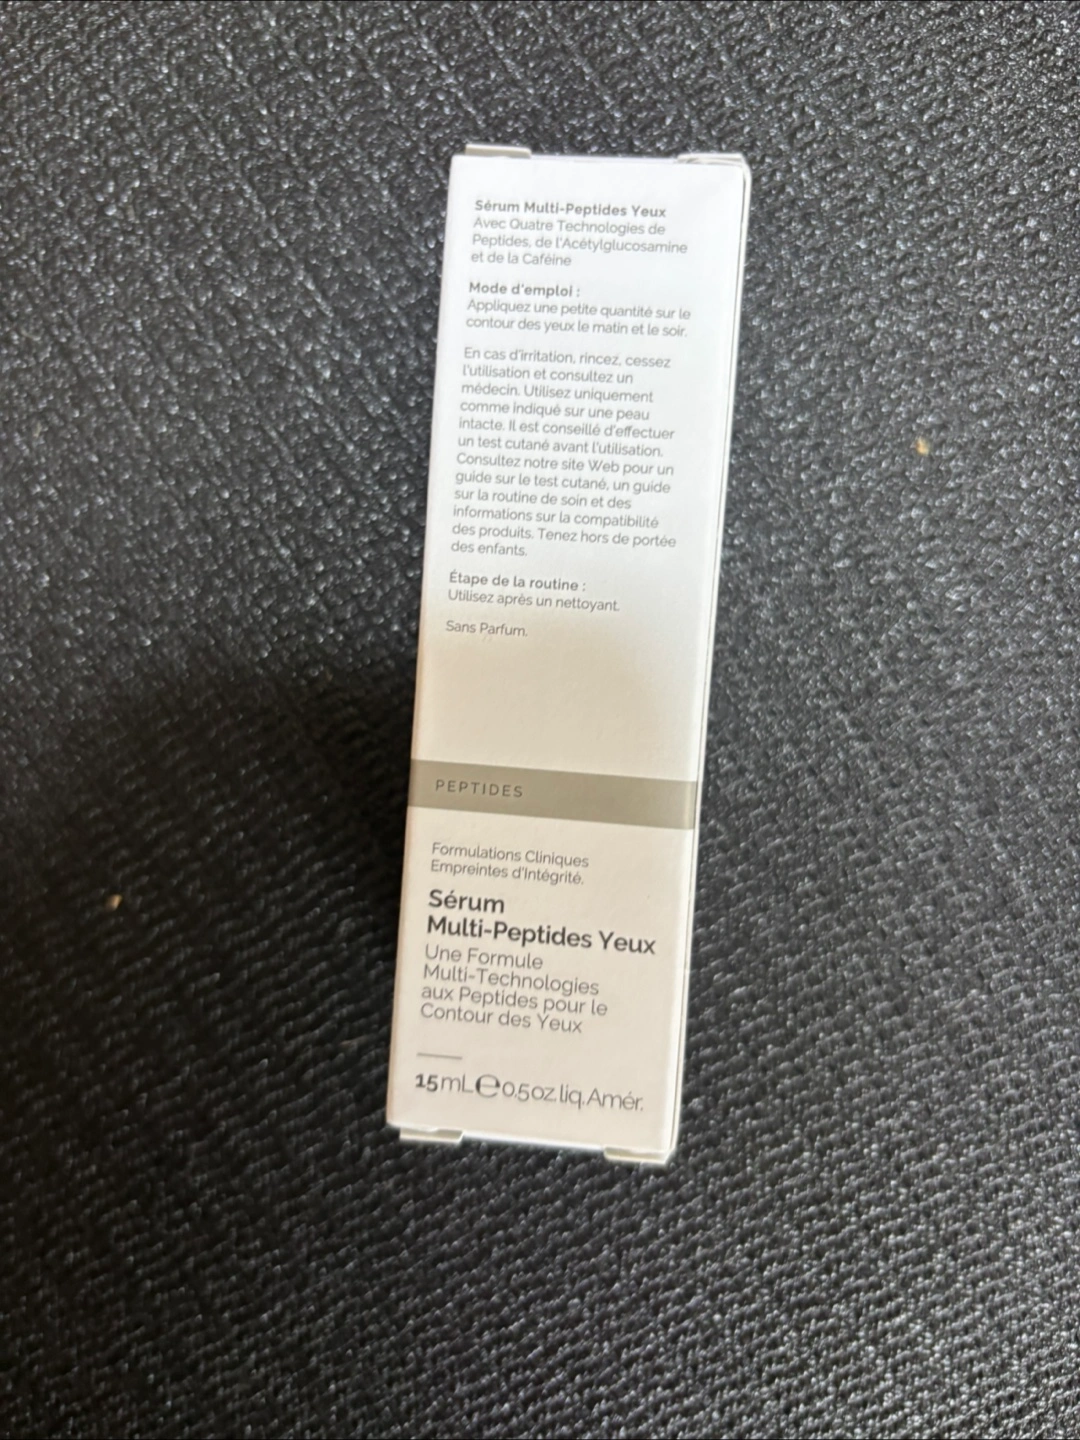 Sérum Multi-Peptides Yeux
Avec Quatre Technologies de
Peptides, de l'Acétylglucosamine
et de la Caféine
Mode d'emploi :
Appliquez une petite quantité sur le
contour des yeux le matin et le soir.
En cas d'irritation, rincez, cessez
l'utilisation et consultez un
médecin. Utilisez uniquement
comme indiqué sur une peau
intacte. Il est conseillé d'effectuer
un test cutané avant l'utilisation.
Consultez notre site Web pour un
guide sur le test cutané, un guide
sur la routine de soin et des
informations sur la compatibilité
des produits. Tenez hors de portée
des enfants.
Étape de la routine :
Utilisez après un nettoyant.
Sans Parfum.
PEPTIDES
Formulations Cliniques
Empreintes d'Intégrité.
Sérum
Multi-Peptides Yeux
Une Formule
Multi-Technologies
aux Peptides pour le
Contour des Yeux
15mL ℮ 0.5oz.liq.Amér.